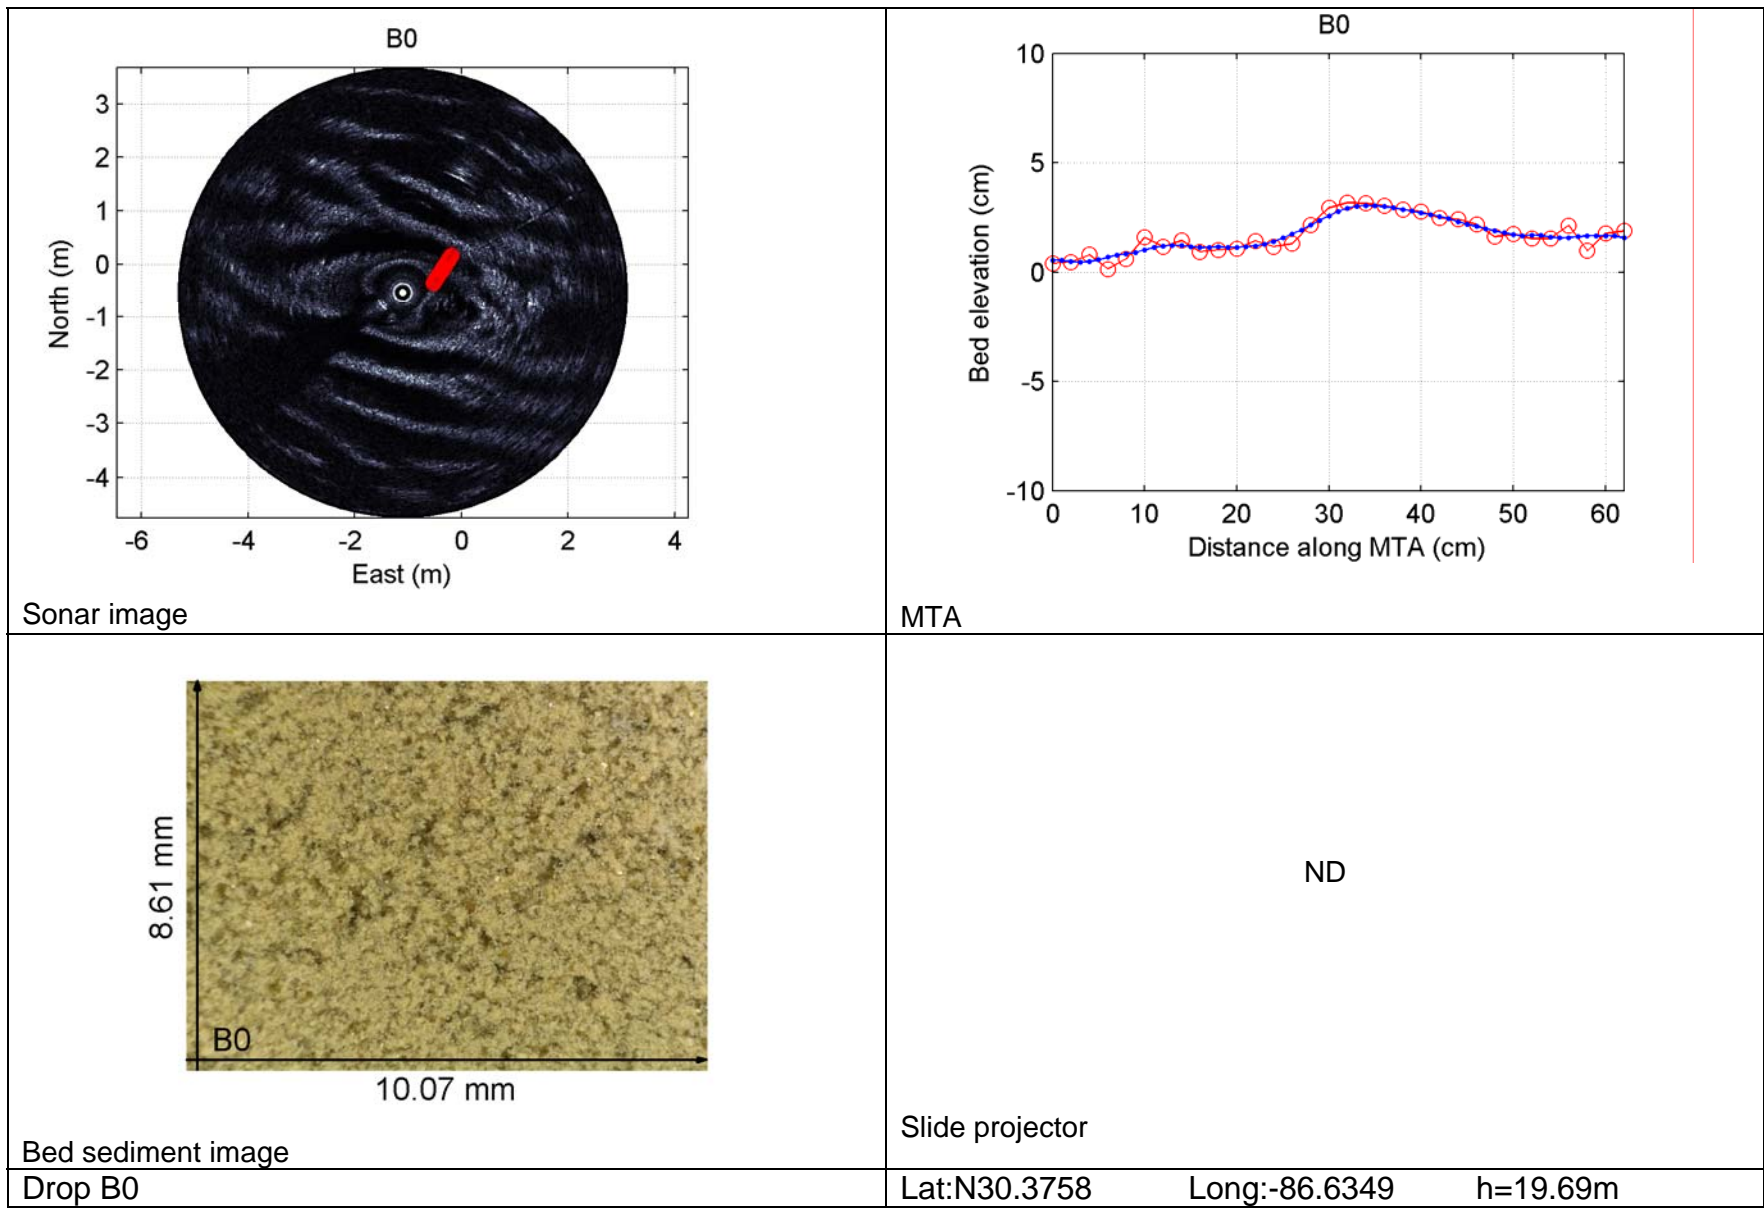 B0
3
2
1
0
-1
-2
-3
-4
North (m)
-6 -4 -2 0 2 4
East (m)
Sonar image
B0
10
5
0
-5
-10
Bed elevation (cm)
0 10 20 30 40 50 60
Distance along MTA (cm)
MTA
8.61 mm
B0
10.07 mm
Bed sediment image
ND
Slide projector
Drop B0
Lat:N30.3758 Long:-86.6349 h=19.69m